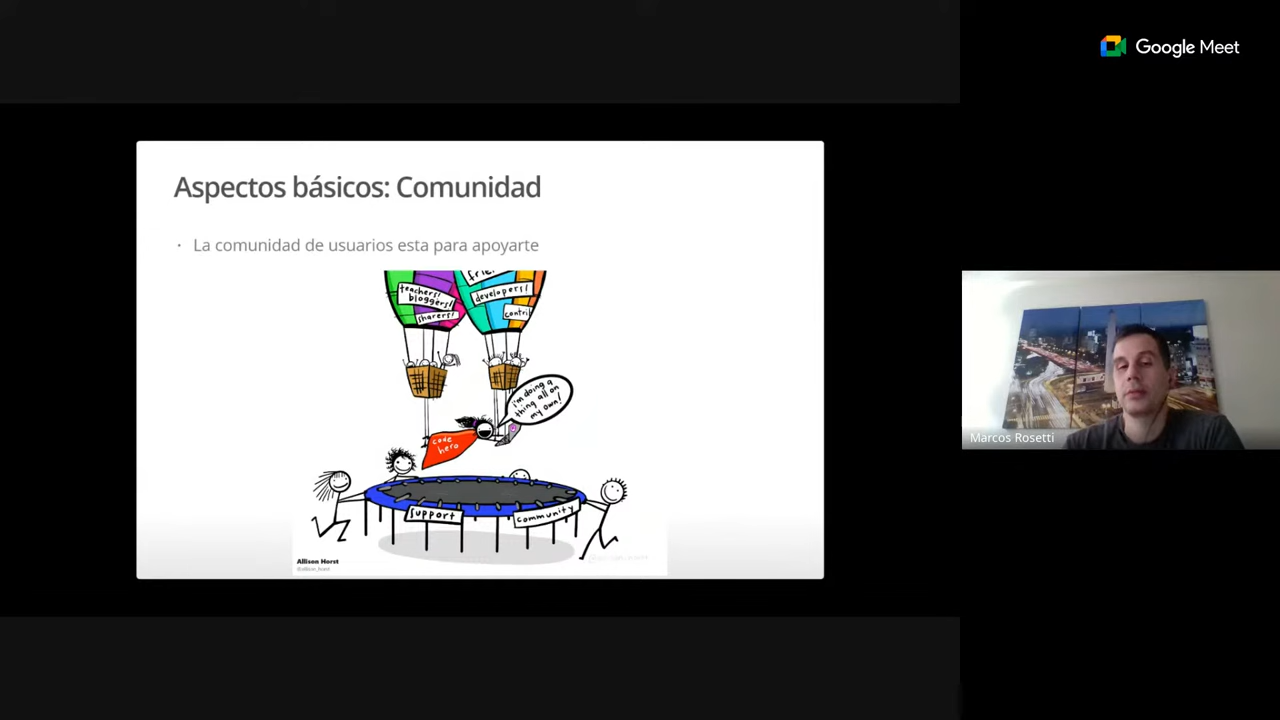 Google Meet
Aspectos básicos: Comunidad
· La comunidad de usuarios esta para apoyarte
teachers!
bloggers!
sharers!
developers!
i'm doing a
thing all on
my own!
code
hero
support
community
Allison Horst
@allison_horst
Marcos Rosetti